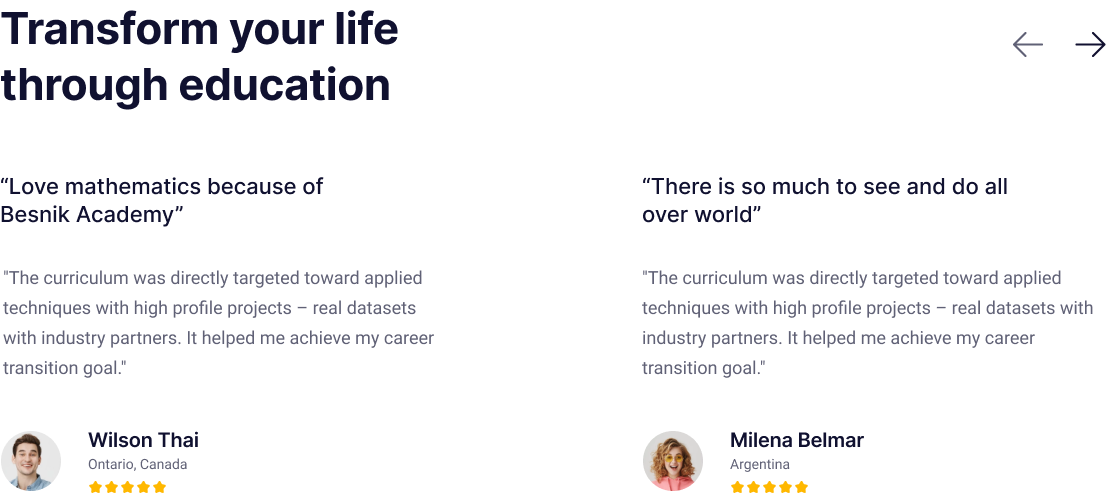 Transform your life
through education
“Love mathematics because of
Besnik Academy”
"The curriculum was directly targeted toward applied
techniques with high profile projects – real datasets
with industry partners. It helped me achieve my career
transition goal."
Wilson Thai
Ontario, Canada
“There is so much to see and do all
over world”
"The curriculum was directly targeted toward applied
techniques with high profile projects – real datasets with
industry partners. It helped me achieve my career
transition goal."
Milena Belmar
Argentina